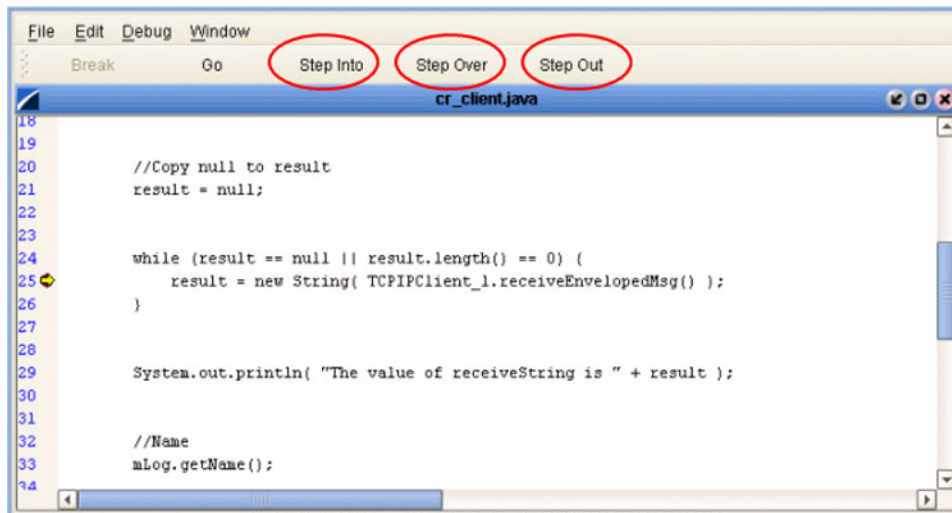 File Edit Debug Window
Break Go Step Into Step Over Step Out
cr_client.java
18
19
20 //Copy null to result
21 result = null;
22
23
24 while (result == null || result.length() == 0) {
25 result = new String( TCPIPClient_1.receiveEnvelopedMsg() );
26 }
27
28
29 System.out.println( "The value of receiveString is " + result );
30
31
32 //Name
33 mLog.getName();
34